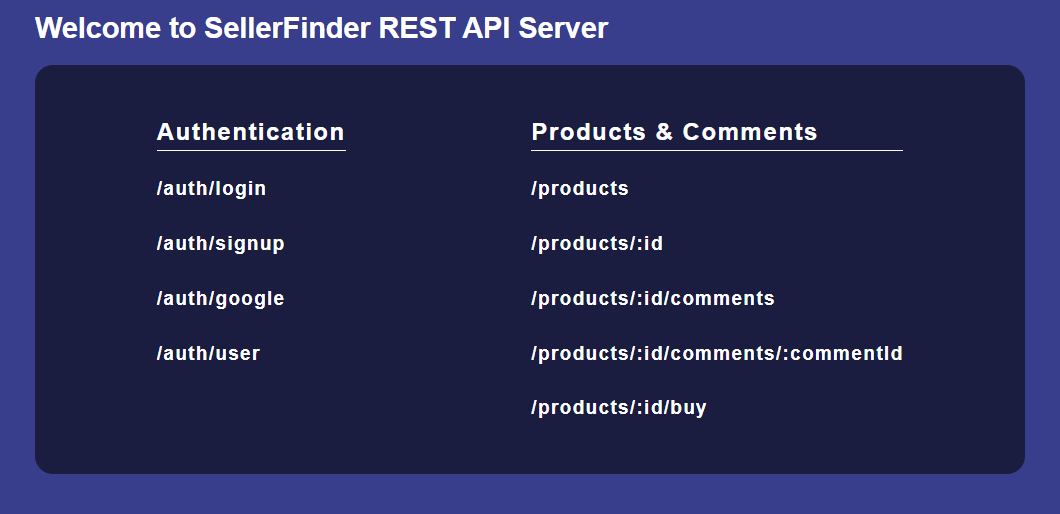 Welcome to SellerFinder REST API Server
Authentication
/auth/login
/auth/signup
/auth/google
/auth/user
Products & Comments
/products
/products/:id
/products/:id/comments
/products/:id/comments/:commentId
/products/:id/buy